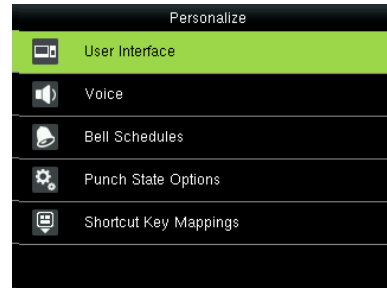 Personalize
User Interface
Voice
Bell Schedules
Punch State Options
Shortcut Key Mappings